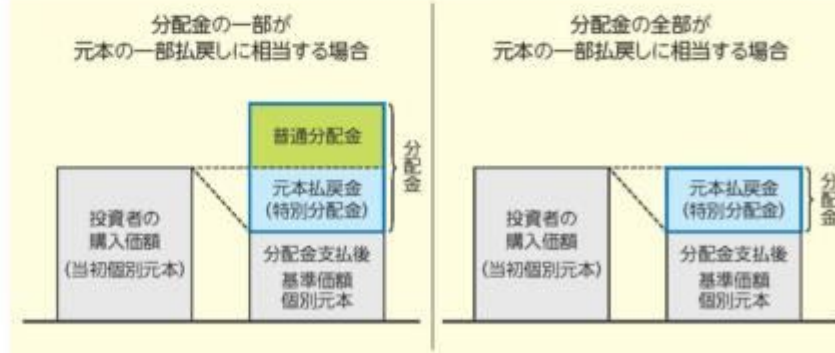 分配金の一部が
元本の一部払戻しに相当する場合
普通分配金
元本払戻金
(特別分配金)
分配金
投資者の
購入価額
(当初個別元本)
分配金支払後
基準価額
個別元本
分配金の全部が
元本の一部払戻しに相当する場合
元本払戻金
(特別分配金)
分配金
投資者の
購入価額
(当初個別元本)
分配金支払後
基準価額
個別元本